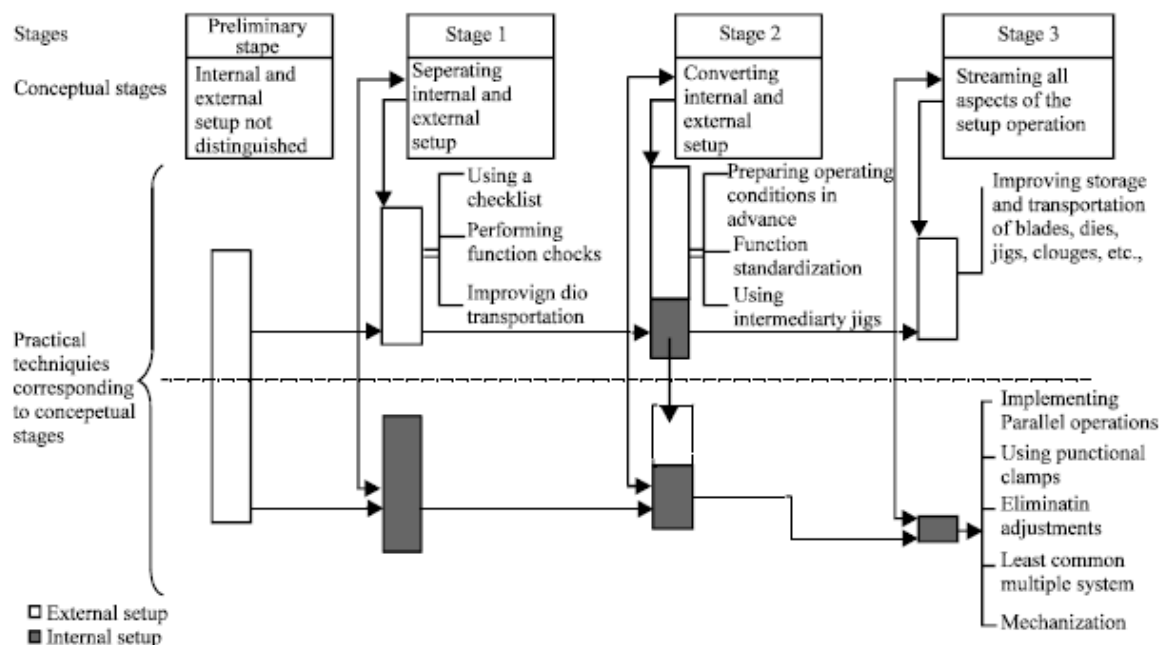 Stages
Preliminary
stape
Stage 1
Stage 2
Stage 3
Conceptual stages
Internal and
external
setup not
distinguished
Seperating
internal and
external
setup
Converting
internal and
external
setup
Streaming all
aspects of the
setup operation
Using a
checklist
Performing
function chocks
Improvign dio
transportation
Preparing operating
conditions in
advance
Function
standardization
Using
intermediarty jigs
Improving storage
and transportation
of blades, dies,
jigs, clouges, etc.,
Practical
techniquies
corresponding
to concepetual
stages
Implementing
Parallel operations
Using punctional
clamps
Eliminatin
adjustments
Least common
multiple system
Mechanization
External setup
Internal setup